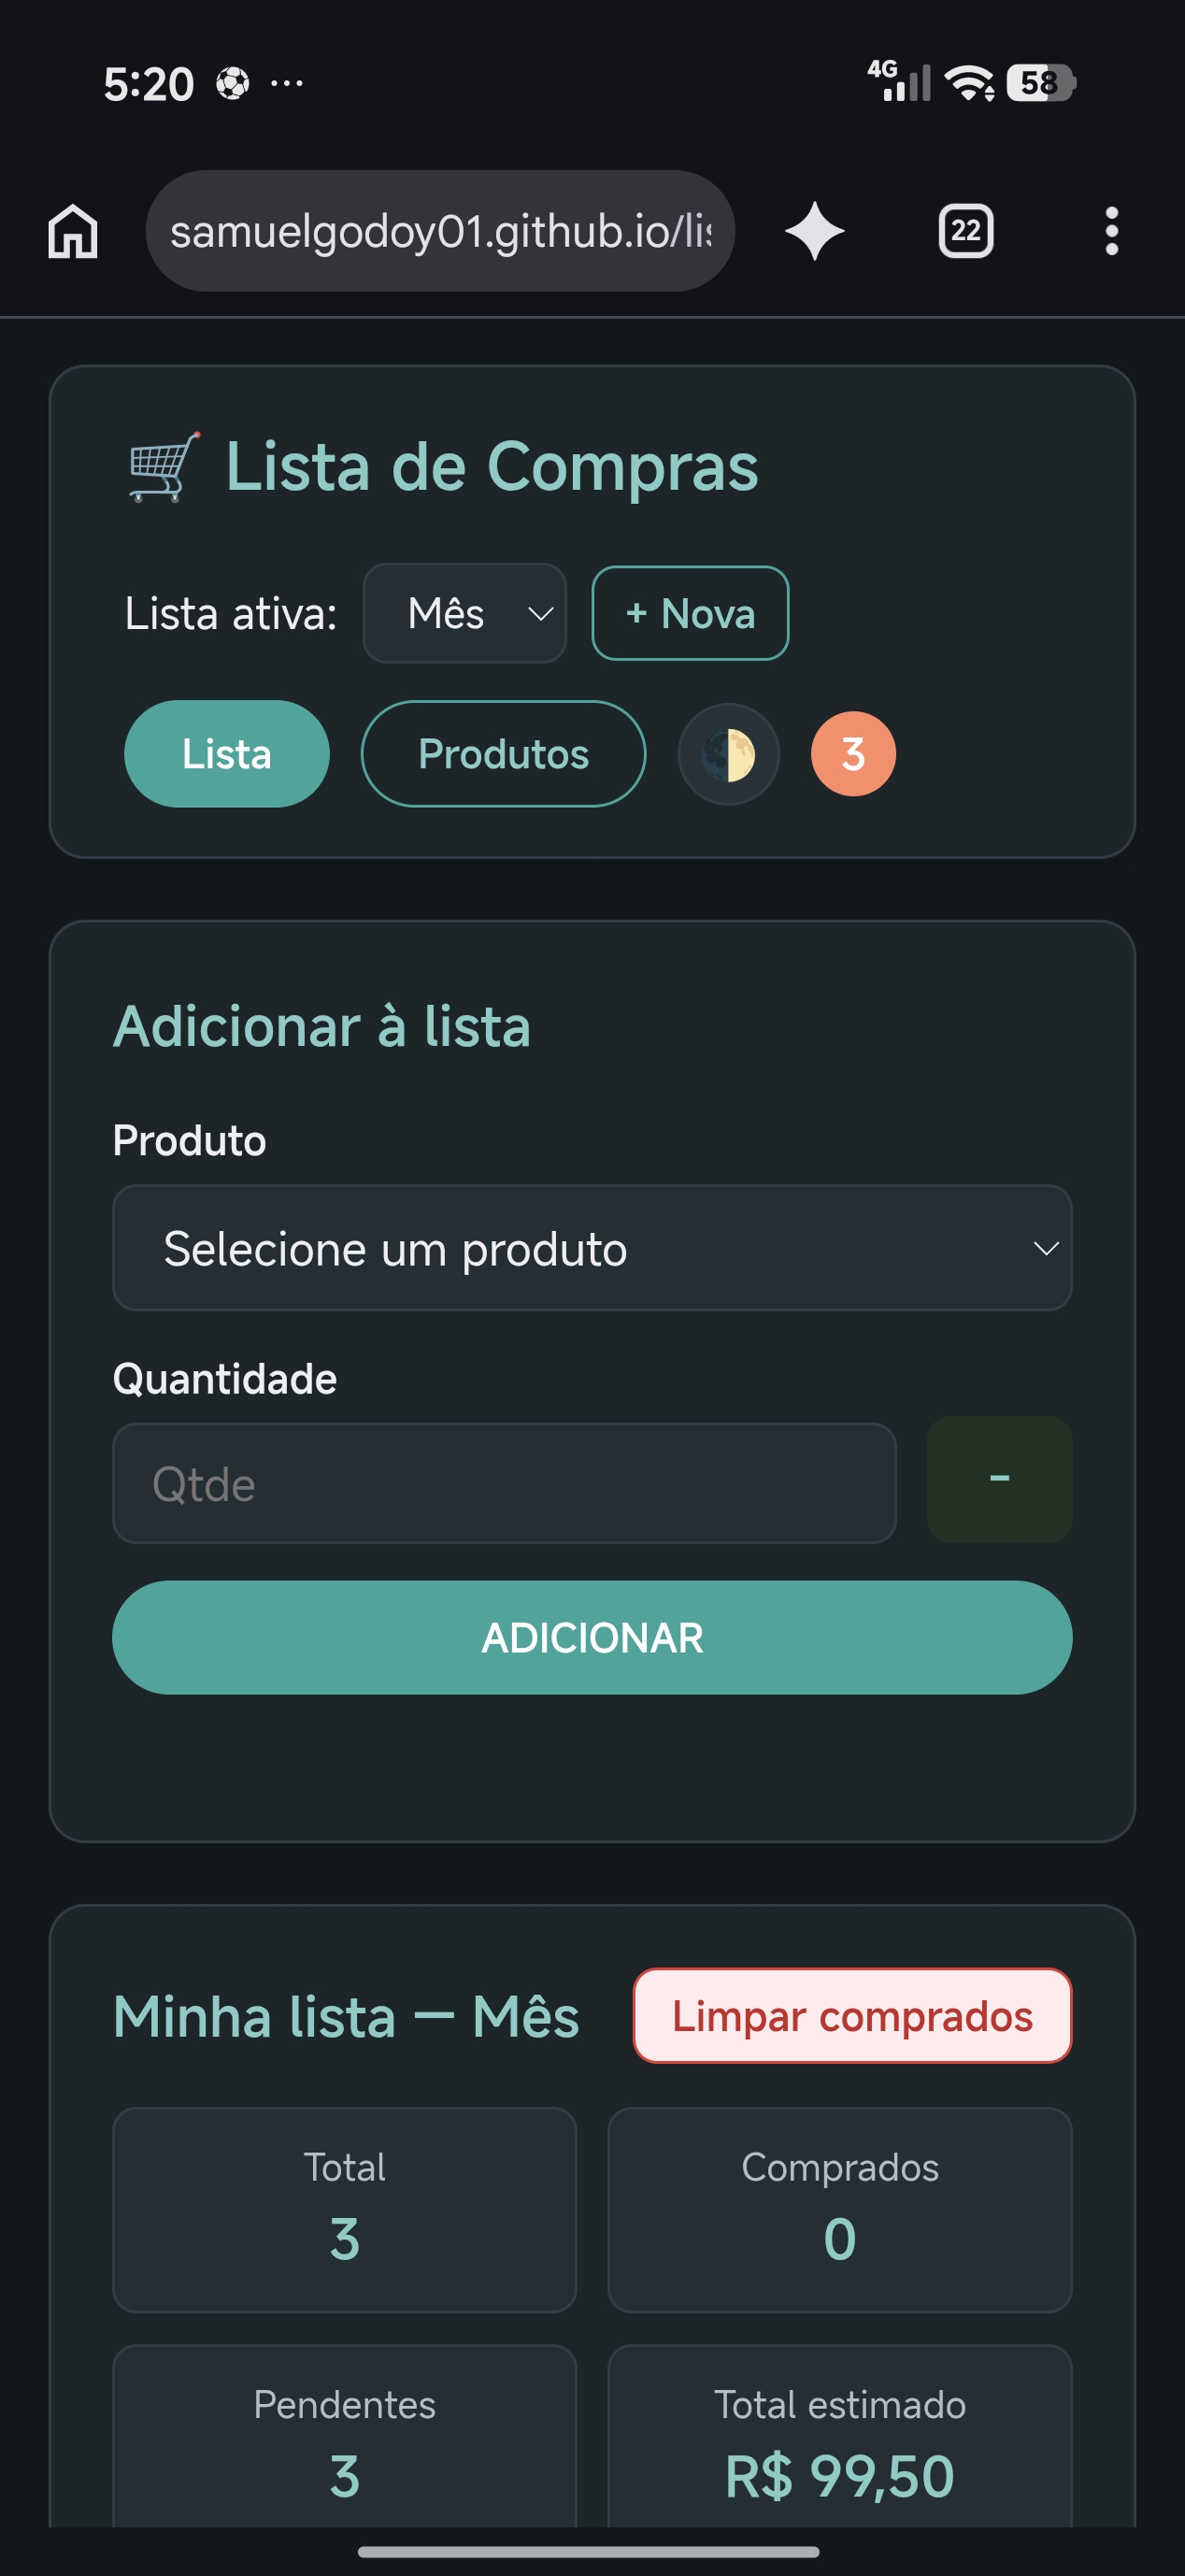 5:20 ... 4G 58
samuelgodoy01.github.io/lis 22
Lista de Compras
Lista ativa: Mês + Nova
Lista Produtos 3
Adicionar à lista
Produto
Selecione um produto
Quantidade
Qtde -
ADICIONAR
Minha lista — Mês Limpar comprados
Total Comprados
3 0
Pendentes Total estimado
3 R$ 99,50